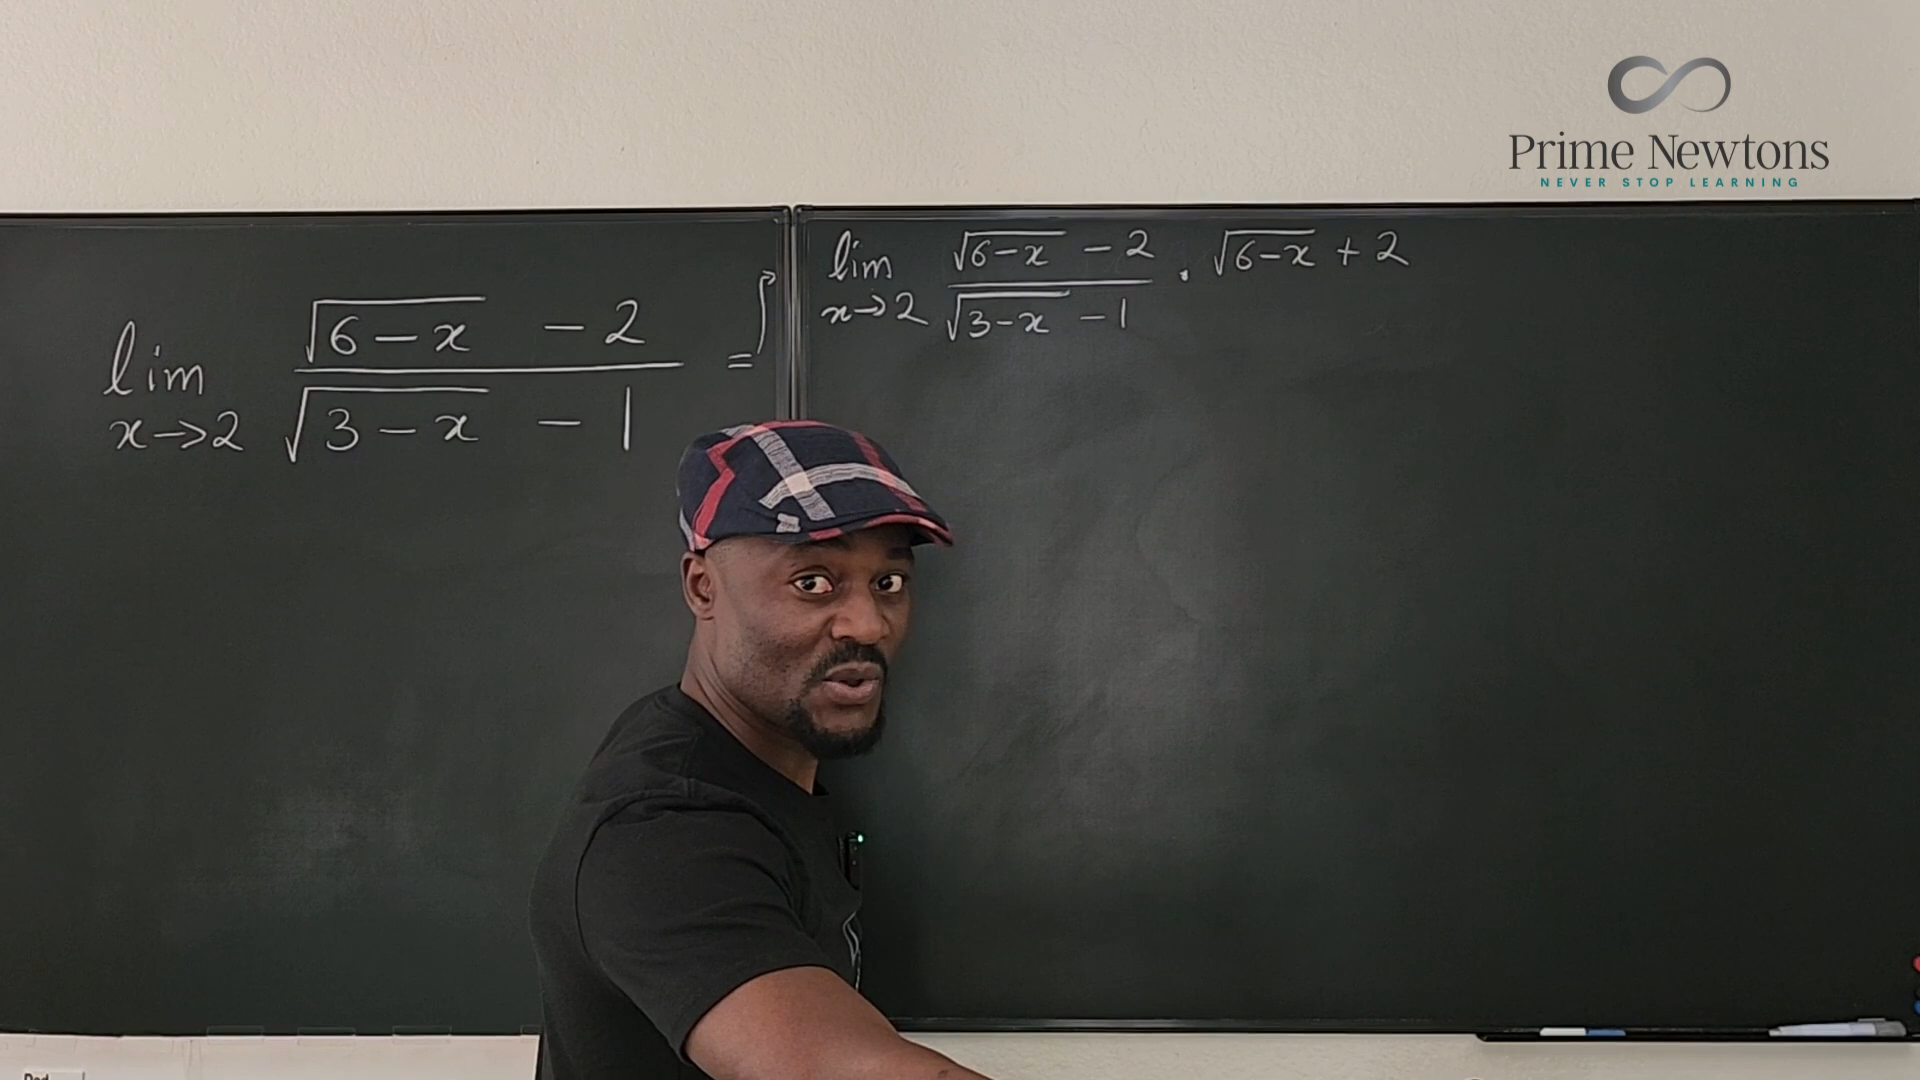 Prime Newtons
NEVER STOP LEARNING
lim x→2 (√(6-x) - 2)/(√(3-x) - 1) =
lim x→2 (√(6-x) - 2)/(√(3-x) - 1) · √(6-x) + 2